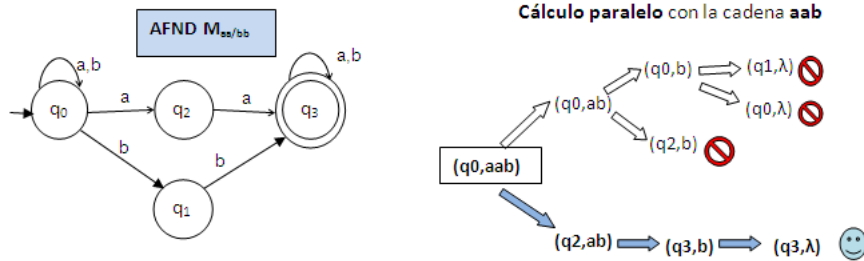 AFND M aa/bb
a,b
a,b
q0
a
q2
a
q3
b
b
q1
Cálculo paralelo con la cadena aab
(q0,b)
(q1,λ)
(q0,ab)
(q0,λ)
(q2,b)
(q0,aab)
(q2,ab)
(q3,b)
(q3,λ)